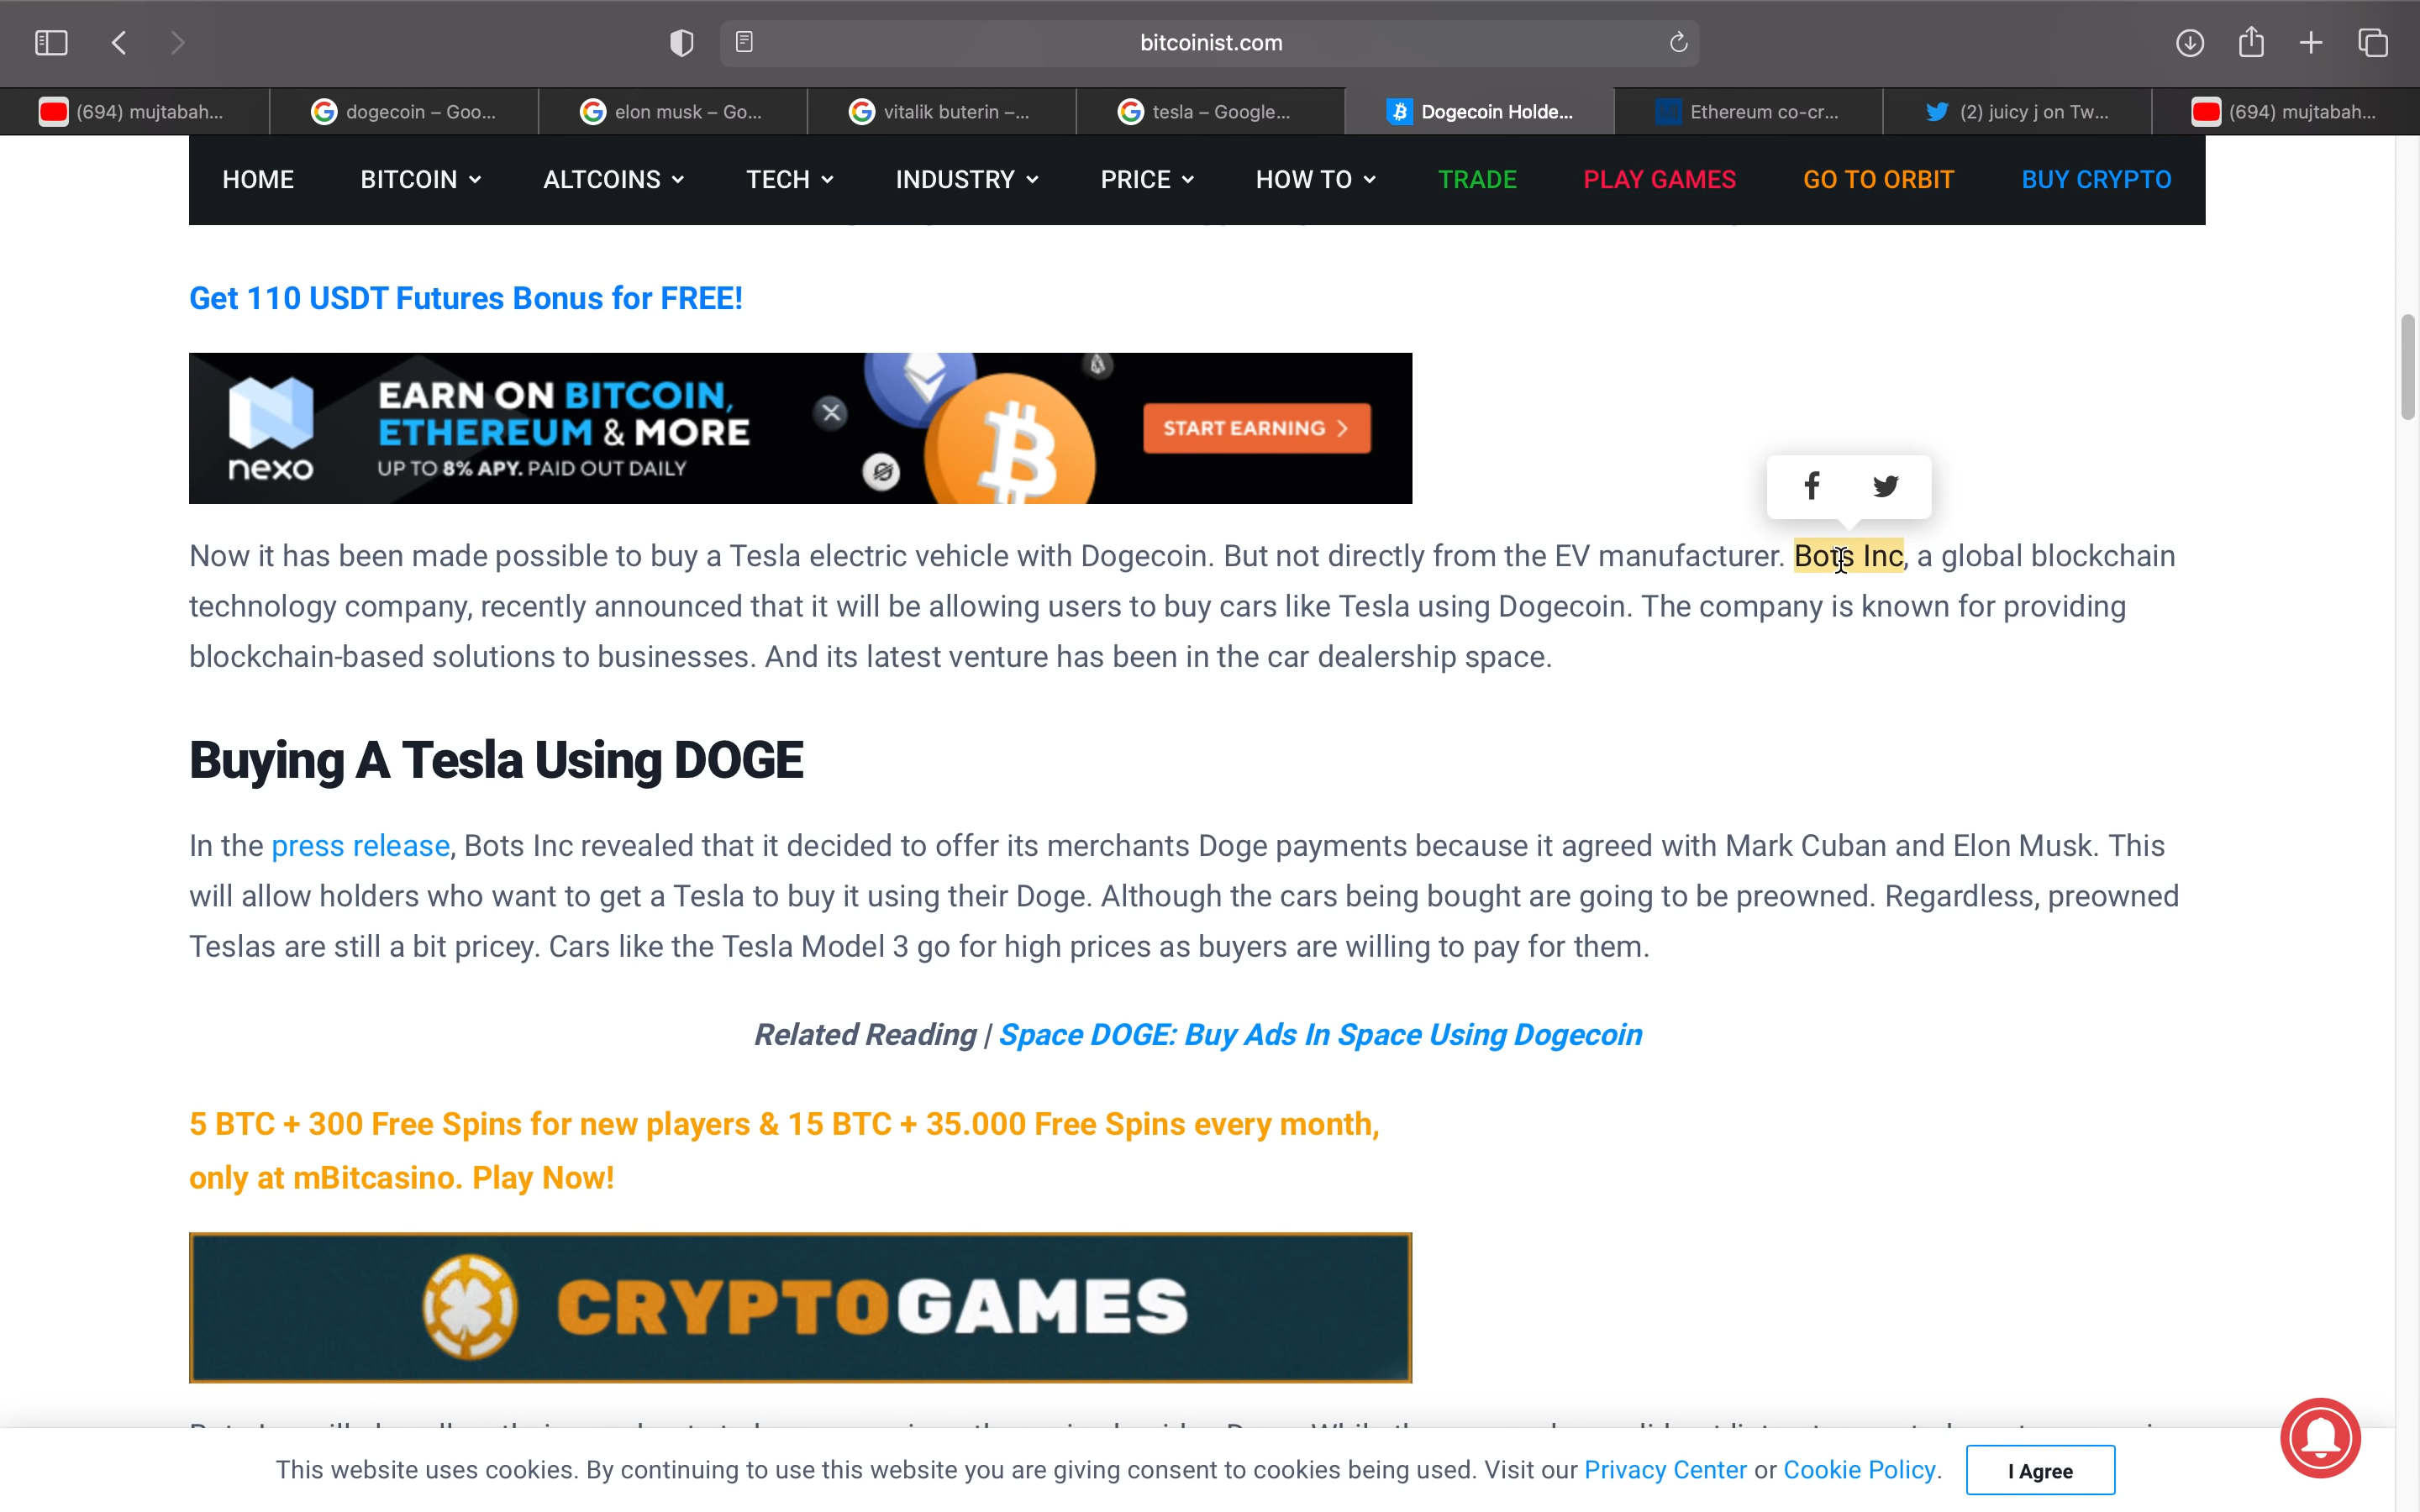 bitcoinist.com
(694) mujtabah...
dogecoin – Goo...
elon musk – Go...
vitalik buterin –...
tesla – Google...
Dogecoin Holde...
Ethereum co-cr...
(2) juicy j on Tw...
(694) mujtabah...
HOME BITCOIN ALTCOINS TECH INDUSTRY PRICE HOW TO TRADE PLAY GAMES GO TO ORBIT BUY CRYPTO
Get 110 USDT Futures Bonus for FREE!
nexo
EARN ON BITCOIN,
ETHEREUM & MORE
UP TO 8% APY. PAID OUT DAILY
START EARNING
Now it has been made possible to buy a Tesla electric vehicle with Dogecoin. But not directly from the EV manufacturer. Bots Inc, a global blockchain
technology company, recently announced that it will be allowing users to buy cars like Tesla using Dogecoin. The company is known for providing
blockchain-based solutions to businesses. And its latest venture has been in the car dealership space.
Buying A Tesla Using DOGE
In the press release, Bots Inc revealed that it decided to offer its merchants Doge payments because it agreed with Mark Cuban and Elon Musk. This
will allow holders who want to get a Tesla to buy it using their Doge. Although the cars being bought are going to be preowned. Regardless, preowned
Teslas are still a bit pricey. Cars like the Tesla Model 3 go for high prices as buyers are willing to pay for them.
Related Reading | Space DOGE: Buy Ads In Space Using Dogecoin
5 BTC + 300 Free Spins for new players & 15 BTC + 35.000 Free Spins every month,
only at mBitcasino. Play Now!
CRYPTOGAMES
This website uses cookies. By continuing to use this website you are giving consent to cookies being used. Visit our Privacy Center or Cookie Policy.
I Agree